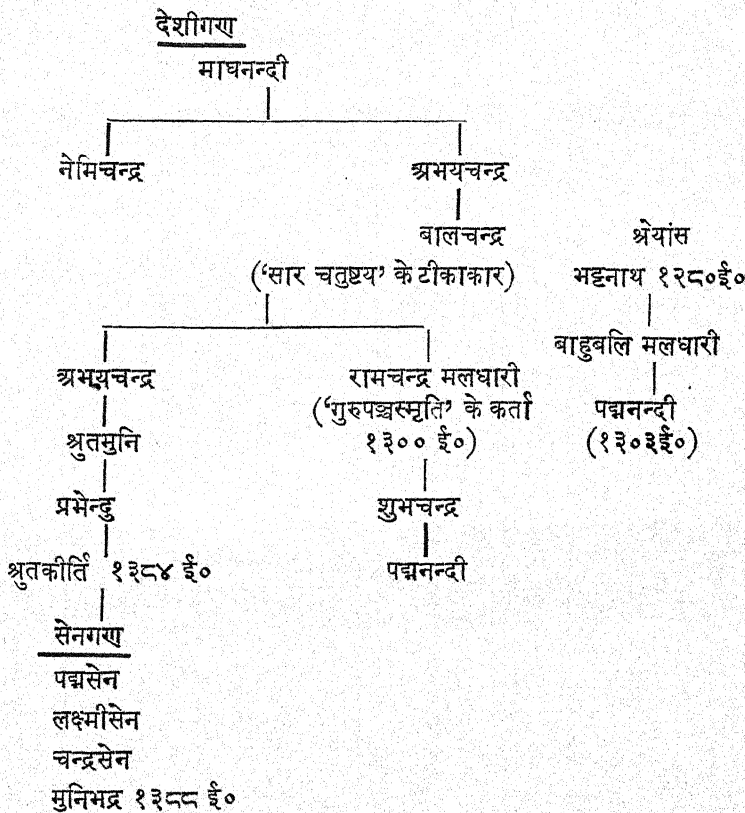 देशीगण
माघनन्दी
नेमिचन्द्र अभयचन्द्र
बालचन्द्र श्रेयांस
(‘सार चतुष्टय’ के टीकाकार) भट्टनाथ १२८०ई०
बाहुबलि मलधारी
अभयचन्द्र रामचन्द्र मलधारी
(‘गुरुपञ्चस्मृति’ के कर्ता पद्मनन्दी
श्रुतमुनि १३०० ई०) (१३०३ई०)
प्रभेन्दु शुभचन्द्र
श्रुतकीर्ति १३८४ ई० पद्मनन्दी
सेनगण
पद्मसेन
लक्ष्मीसेन
चन्द्रसेन
मुनिभद्र १३८८ ई०